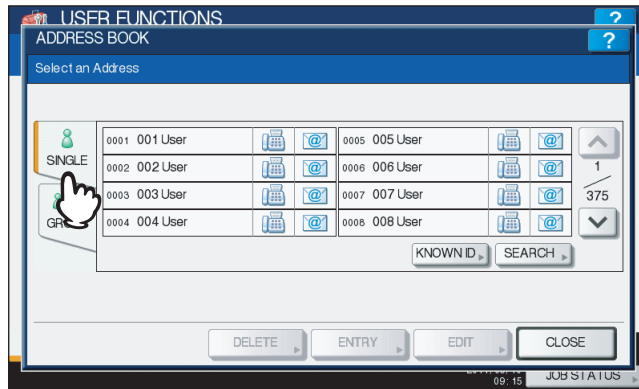 USER FUNCTIONS
?
ADDRESS BOOK
?
Select an Address
SINGLE
0001 001 User @ 0005 005 User @
0002 002 User @ 0006 006 User @
0003 003 User @ 0007 007 User @
0004 004 User @ 0008 008 User @
1
375
KNOWN ID
SEARCH
DELETE
ENTRY
EDIT
CLOSE
09:15
JOB STATUS